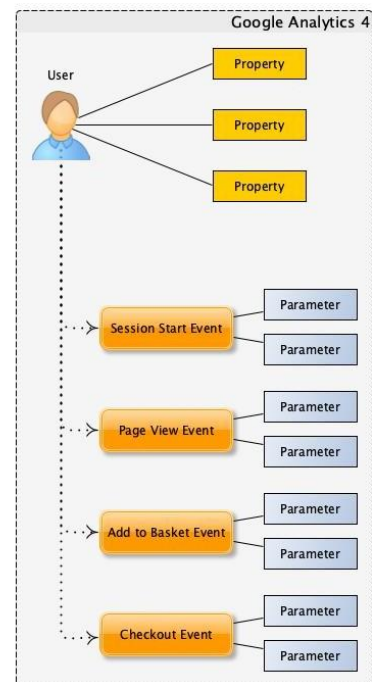 Google Analytics 4
User
Property
Property
Property
Session Start Event
Parameter
Parameter
Page View Event
Parameter
Parameter
Add to Basket Event
Parameter
Parameter
Checkout Event
Parameter
Parameter